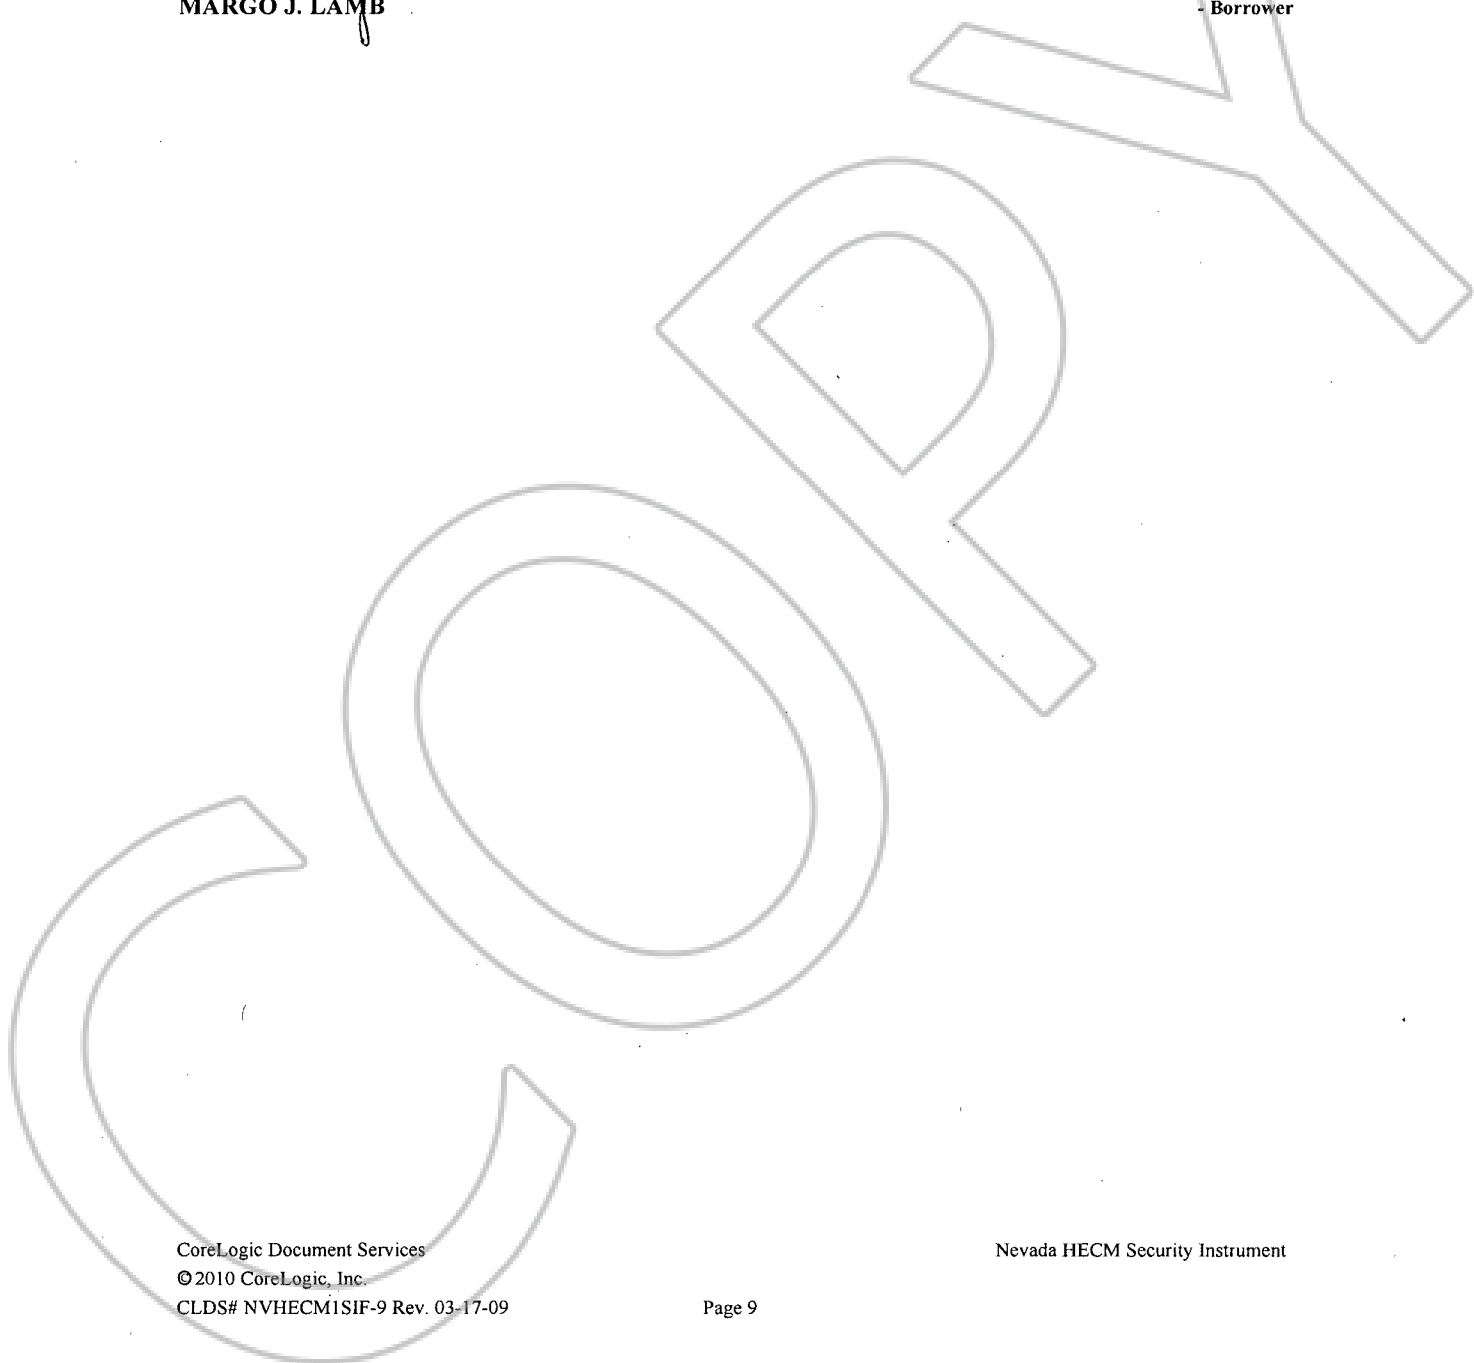 MARGO J. LAMB - Borrower
COPY
CoreLogic Document Services Nevada HECM Security Instrument
©2010 CoreLogic, Inc.
CLDS# NVHECM1SIF-9 Rev. 03-17-09 Page 9